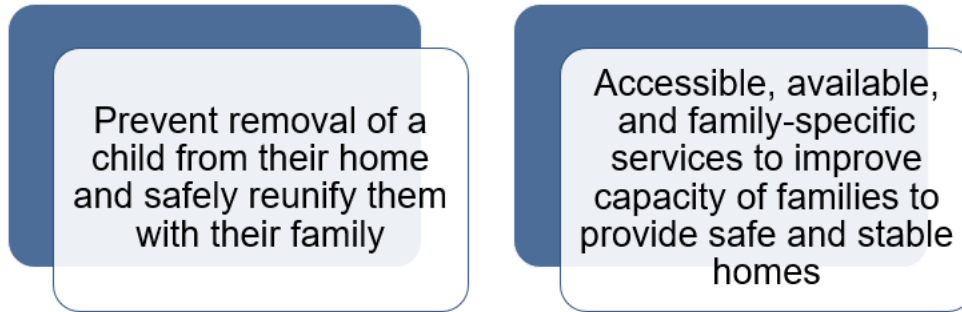 Prevent removal of a
child from their home
and safely reunify them
with their family
Accessible, available,
and family-specific
services to improve
capacity of families to
provide safe and stable
homes